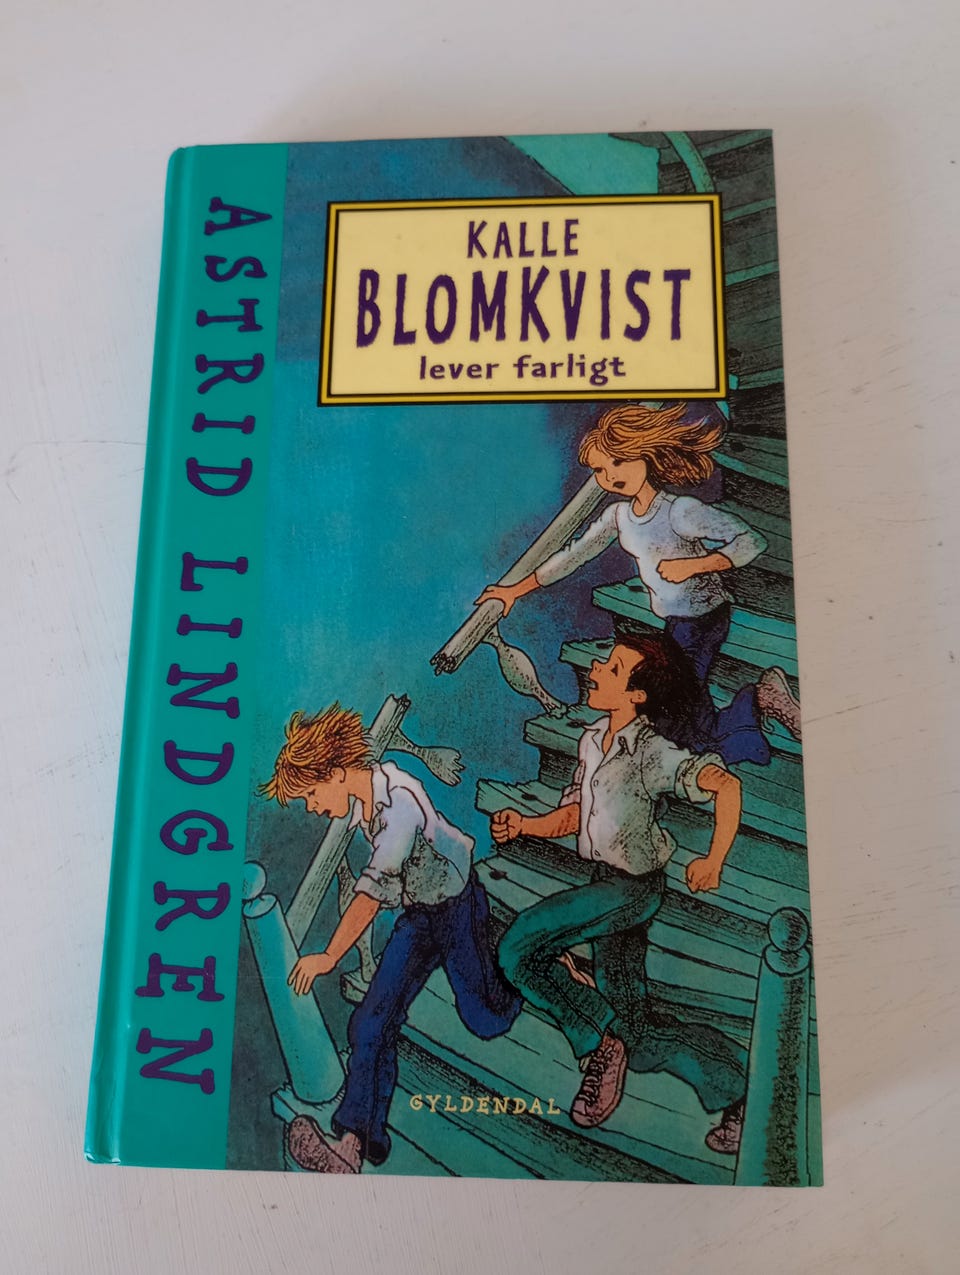 ASTRID LINDGREN
KALLE
BLOMKVIST
lever farligt
GYLDENDAL